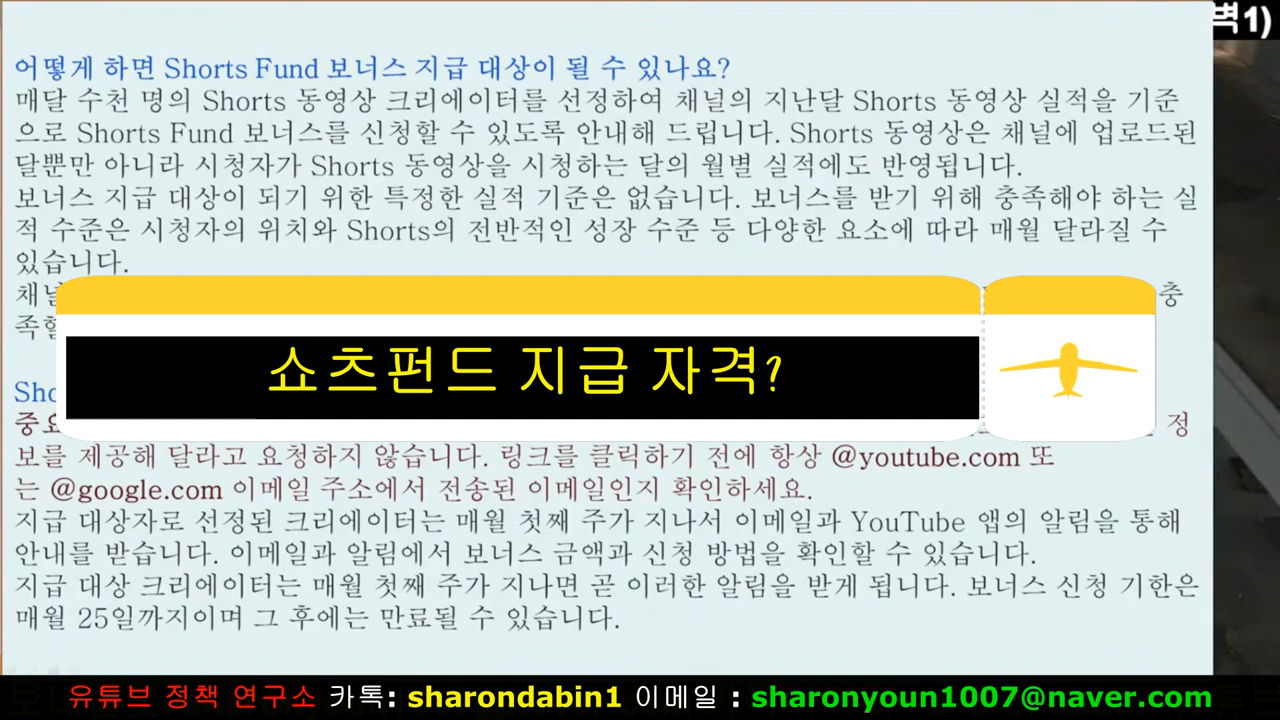 벽1)
어떻게 하면 Shorts Fund 보너스 지급 대상이 될 수 있나요?
매달 수천 명의 Shorts 동영상 크리에이터를 선정하여 채널의 지난달 Shorts 동영상 실적을 기준
으로 Shorts Fund 보너스를 신청할 수 있도록 안내해 드립니다. Shorts 동영상은 채널에 업로드된
달뿐만 아니라 시청자가 Shorts 동영상을 시청하는 달의 월별 실적에도 반영됩니다.
보너스 지급 대상이 되기 위한 특정한 실적 기준은 없습니다. 보너스를 받기 위해 충족해야 하는 실
적 수준은 시청자의 위치와 Shorts의 전반적인 성장 수준 등 다양한 요소에 따라 매월 달라질 수
있습니다.
충
쇼츠펀드 지급 자격?
정
보를 제공해 달라고 요청하지 않습니다. 링크를 클릭하기 전에 항상 @youtube.com 또
는 @google.com 이메일 주소에서 전송된 이메일인지 확인하세요.
지급 대상자로 선정된 크리에이터는 매월 첫째 주가 지나서 이메일과 YouTube 앱의 알림을 통해
안내를 받습니다. 이메일과 알림에서 보너스 금액과 신청 방법을 확인할 수 있습니다.
지급 대상 크리에이터는 매월 첫째 주가 지나면 곧 이러한 알림을 받게 됩니다. 보너스 신청 기한은
매월 25일까지이며 그 후에는 만료될 수 있습니다.
유튜브 정책 연구소 카톡: sharondabin1 이메일 : sharonyoun1007@naver.com